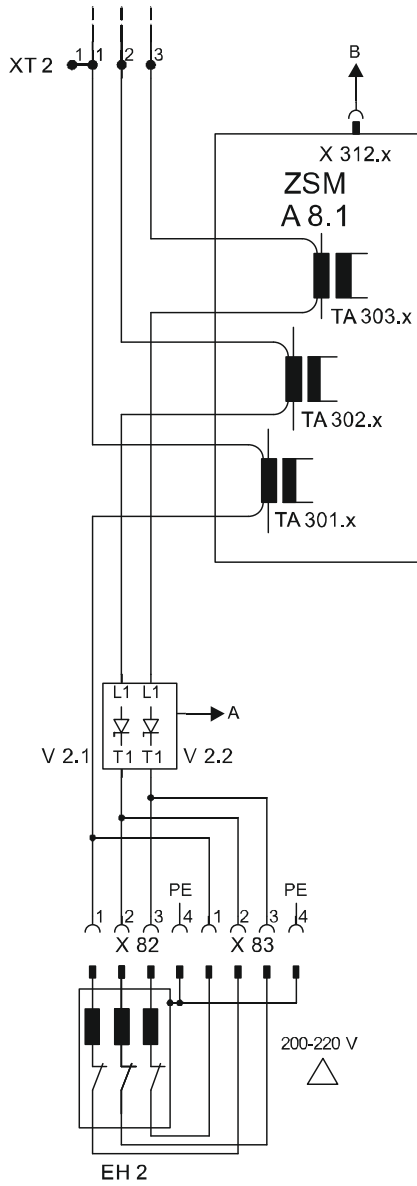 XT 2
1 1 2 3
B
X 312.x
ZSM
A 8.1
TA 303.x
TA 302.x
TA 301.x
L1 L1
A
V 2.1 T1 T1 V 2.2
PE PE
1 2 3 4 1 2 3 4
X 82 X 83
200-220 V
EH 2